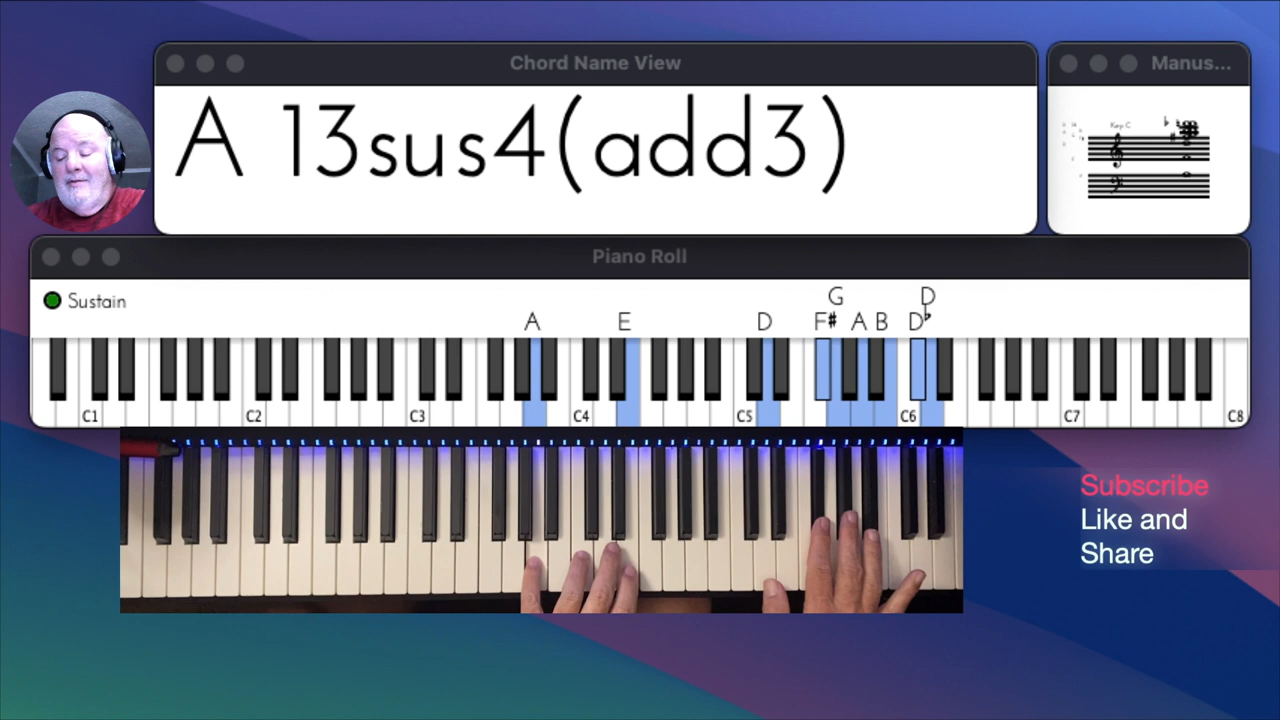 Chord Name View
Manus...
A 13sus4(add3)
Key: C
Piano Roll
Sustain
G D
A E D F# A B D♭
C1 C2 C3 C4 C5 C6 C7 C8
Subscribe
Like and
Share